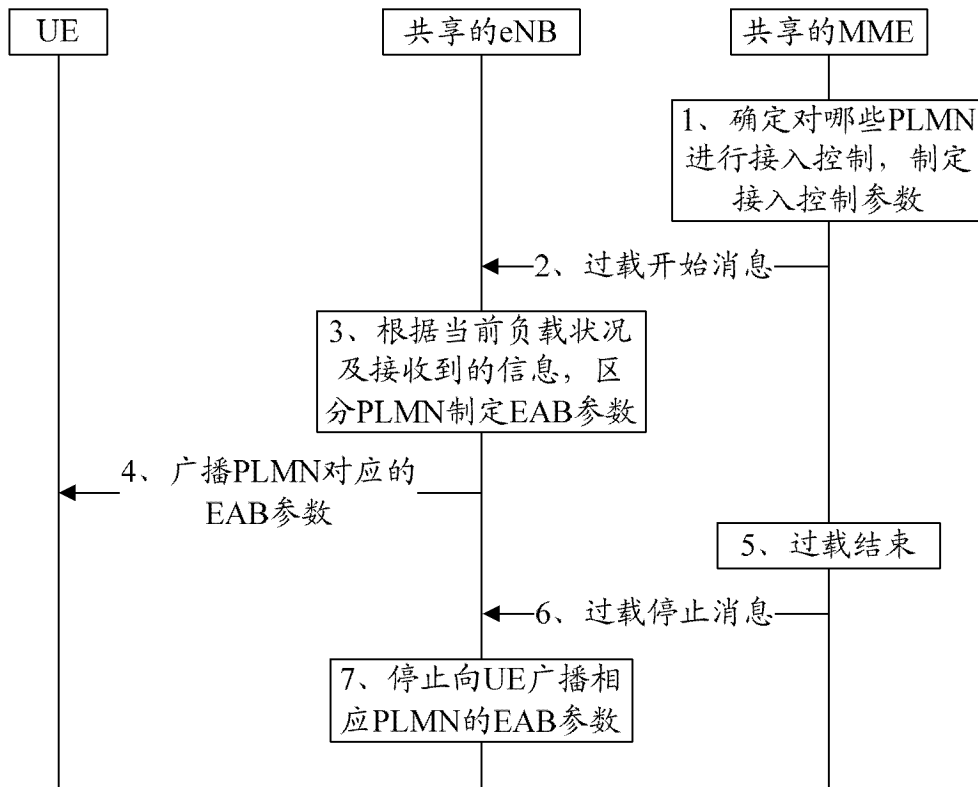 UE
共享的eNB
共享的MME
1、确定对哪些PLMN
进行接入控制，制定
接入控制参数
2、过载开始消息
3、根据当前负载状况
及接收到的信息，区
分PLMN制定EAB参数
4、广播PLMN对应的
EAB参数
5、过载结束
6、过载停止消息
7、停止向UE广播相
应PLMN的EAB参数